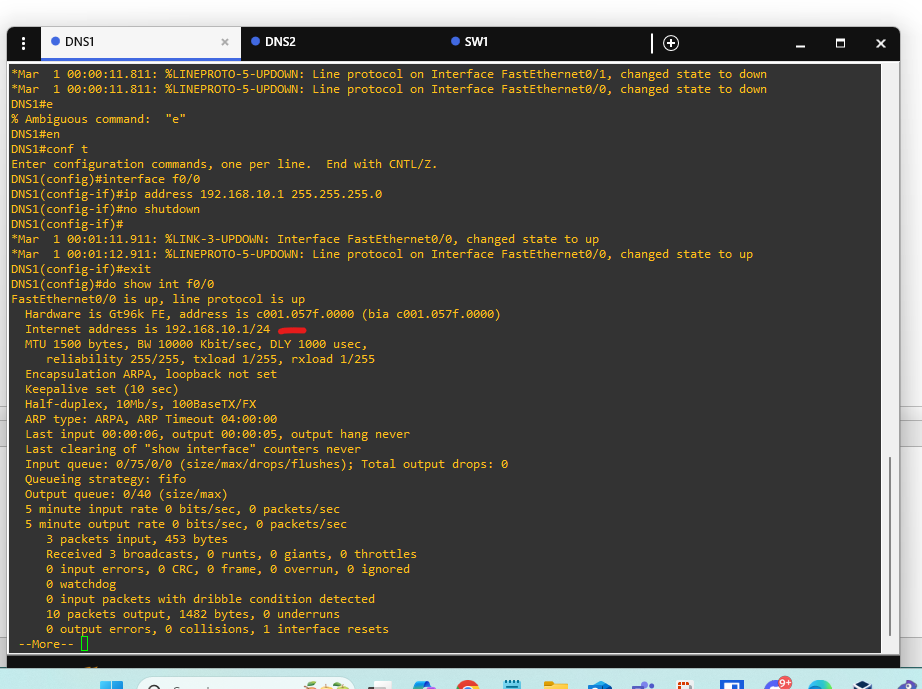 DNS1
DNS2
SW1
*Mar  1 00:00:11.811: %LINEPROTO-5-UPDOWN: Line protocol on Interface FastEthernet0/1, changed state to down
*Mar  1 00:00:11.811: %LINEPROTO-5-UPDOWN: Line protocol on Interface FastEthernet0/0, changed state to down
DNS1#e
% Ambiguous command:  "e"
DNS1#en
DNS1#conf t
Enter configuration commands, one per line.  End with CNTL/Z.
DNS1(config)#interface f0/0
DNS1(config-if)#ip address 192.168.10.1 255.255.255.0
DNS1(config-if)#no shutdown
DNS1(config-if)#
*Mar  1 00:01:11.911: %LINK-3-UPDOWN: Interface FastEthernet0/0, changed state to up
*Mar  1 00:01:12.911: %LINEPROTO-5-UPDOWN: Line protocol on Interface FastEthernet0/0, changed state to up
DNS1(config-if)#exit
DNS1(config)#do show int f0/0
FastEthernet0/0 is up, line protocol is up
  Hardware is Gt96k FE, address is c001.057f.0000 (bia c001.057f.0000)
  Internet address is 192.168.10.1/24
  MTU 1500 bytes, BW 10000 Kbit/sec, DLY 1000 usec,
     reliability 255/255, txload 1/255, rxload 1/255
  Encapsulation ARPA, loopback not set
  Keepalive set (10 sec)
  Half-duplex, 10Mb/s, 100BaseTX/FX
  ARP type: ARPA, ARP Timeout 04:00:00
  Last input 00:00:06, output 00:00:05, output hang never
  Last clearing of "show interface" counters never
  Input queue: 0/75/0/0 (size/max/drops/flushes); Total output drops: 0
  Queueing strategy: fifo
  Output queue: 0/40 (size/max)
  5 minute input rate 0 bits/sec, 0 packets/sec
  5 minute output rate 0 bits/sec, 0 packets/sec
     3 packets input, 453 bytes
     Received 3 broadcasts, 0 runts, 0 giants, 0 throttles
     0 input errors, 0 CRC, 0 frame, 0 overrun, 0 ignored
     0 watchdog
     0 input packets with dribble condition detected
     10 packets output, 1482 bytes, 0 underruns
     0 output errors, 0 collisions, 1 interface resets
 --More--
9+